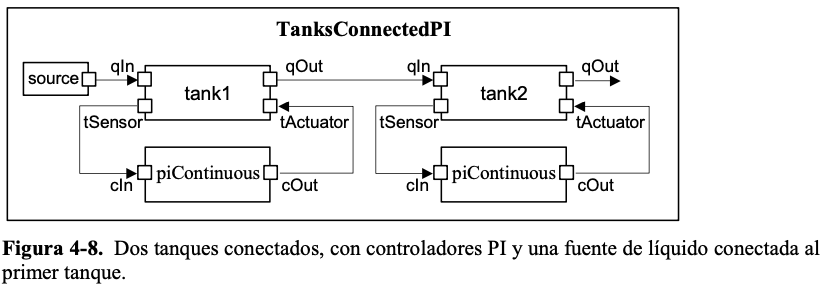 TanksConnectedPI
source
qIn
tank1
qOut
qIn
tank2
qOut
tSensor
tActuator
tSensor
tActuator
piContinuous
cIn
cOut
piContinuous
cIn
cOut
Figura 4-8. Dos tanques conectados, con controladores PI y una fuente de líquido conectada al
primer tanque.